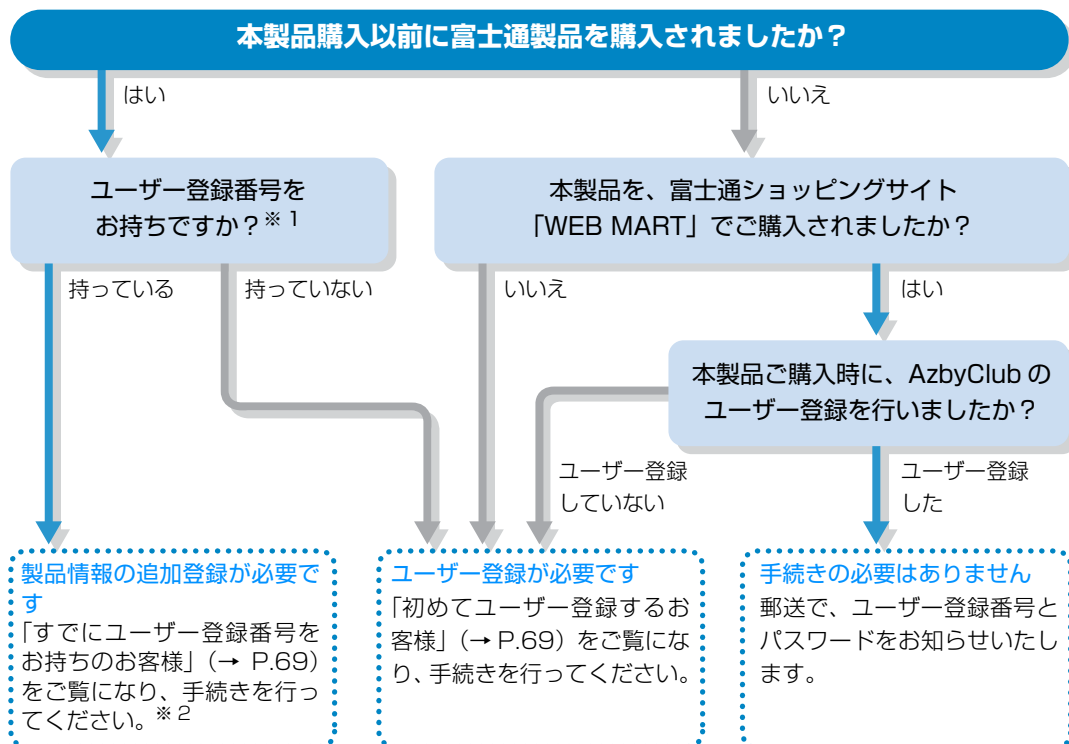 本製品購入以前に富士通製品を購入されましたか？
はい
いいえ
ユーザー登録番号を
お持ちですか？※1
本製品を、富士通ショッピングサイト
「WEB MART」でご購入されましたか？
持っている
持っていない
いいえ
はい
本製品ご購入時に、AzbyClub の
ユーザー登録を行いましたか？
ユーザー登録
していない
ユーザー登録
した
製品情報の追加登録が必要で
す
「すでにユーザー登録番号を
お持ちのお客様」（→ P.69）
をご覧になり、手続きを行っ
てください。※2
ユーザー登録が必要です
「初めてユーザー登録するお
客様」（→ P.69）をご覧にな
り、手続きを行ってください。
手続きの必要はありません
郵送で、ユーザー登録番号と
パスワードをお知らせいたし
ます。